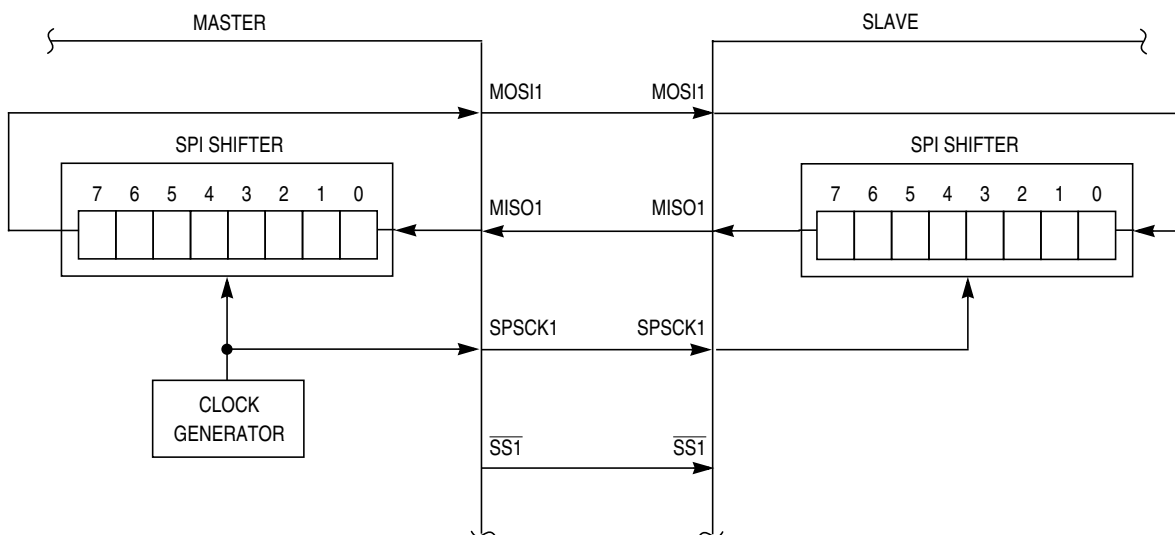 MASTER
SLAVE
MOSI1 MOSI1
SPI SHIFTER
SPI SHIFTER
7 6 5 4 3 2 1 0
7 6 5 4 3 2 1 0
MISO1 MISO1
SPSCK1 SPSCK1
CLOCK
GENERATOR
SS1 SS1